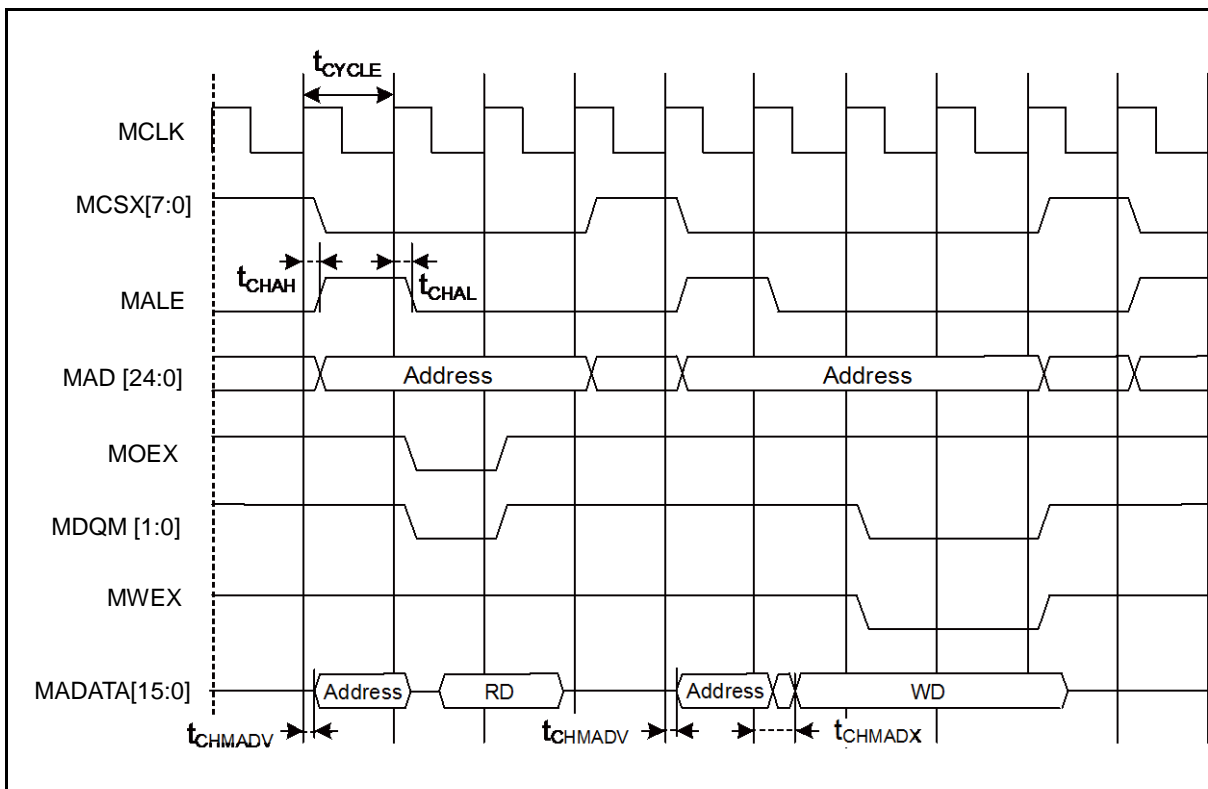 tCYCLE
MCLK
MCSX[7:0]
tCHAH
tCHAL
MALE
MAD [24:0]
Address
Address
MOEX
MDQM [1:0]
MWEX
MADATA[15:0]
Address
RD
Address
WD
tCHMADV
tCHMADV
tCHMADX